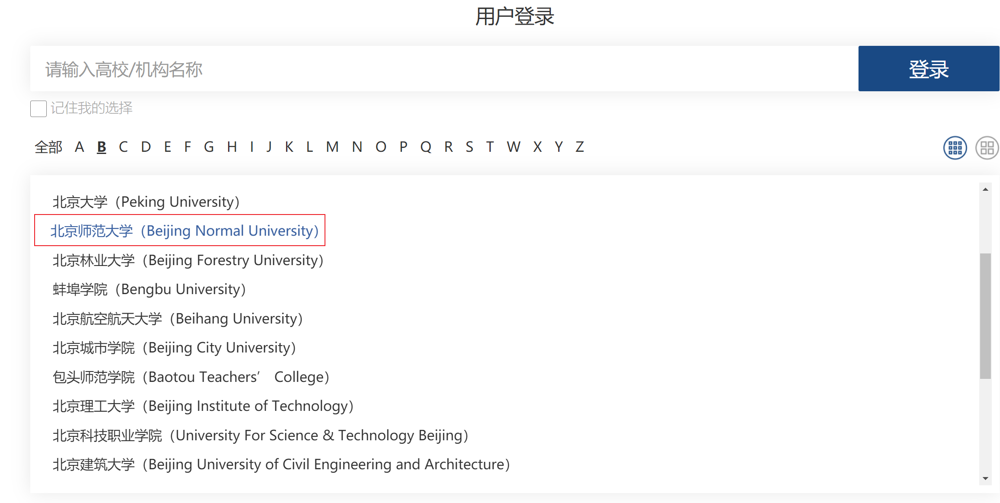 用户登录
请输入高校/机构名称
登录
记住我的选择
全部 A B C D E F G H I J K L M N O P Q R S T W X Y Z
北京大学（Peking University）
北京师范大学（Beijing Normal University）
北京林业大学（Beijing Forestry University）
蚌埠学院（Bengbu University）
北京航空航天大学（Beihang University）
北京城市学院（Beijing City University）
包头师范学院（Baotou Teachers’ College）
北京理工大学（Beijing Institute of Technology）
北京科技职业学院（University For Science & Technology Beijing）
北京建筑大学（Beijing University of Civil Engineering and Architecture）